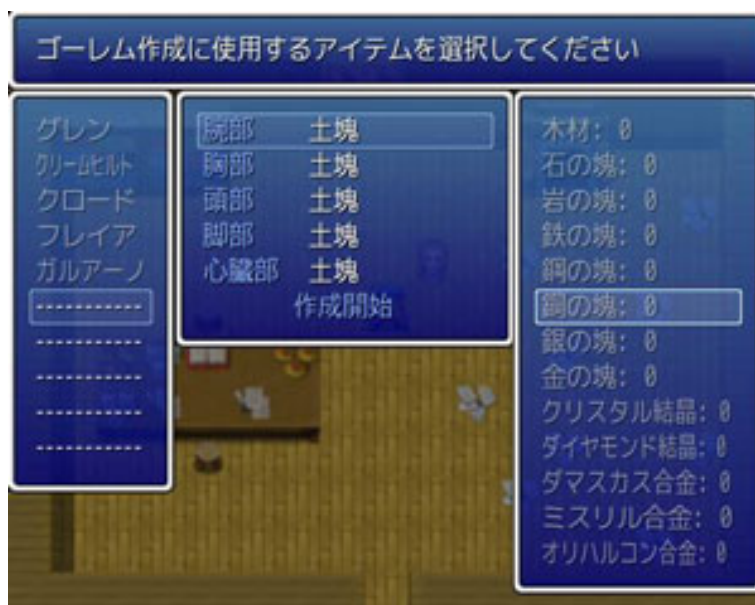 ゴーレム作成に使用するアイテムを選択してください
グレン
クリームヒルト
クロード
フレイア
ガルアーノ
-----------
-----------
-----------
-----------
-----------
腕部 土塊
胸部 土塊
頭部 土塊
脚部 土塊
心臓部 土塊
作成開始
木材: 0
石の塊: 0
岩の塊: 0
鉄の塊: 0
鋼の塊: 0
銅の塊: 0
銀の塊: 0
金の塊: 0
クリスタル結晶: 0
ダイヤモンド結晶: 0
ダマスカス合金: 0
ミスリル合金: 0
オリハルコン合金: 0